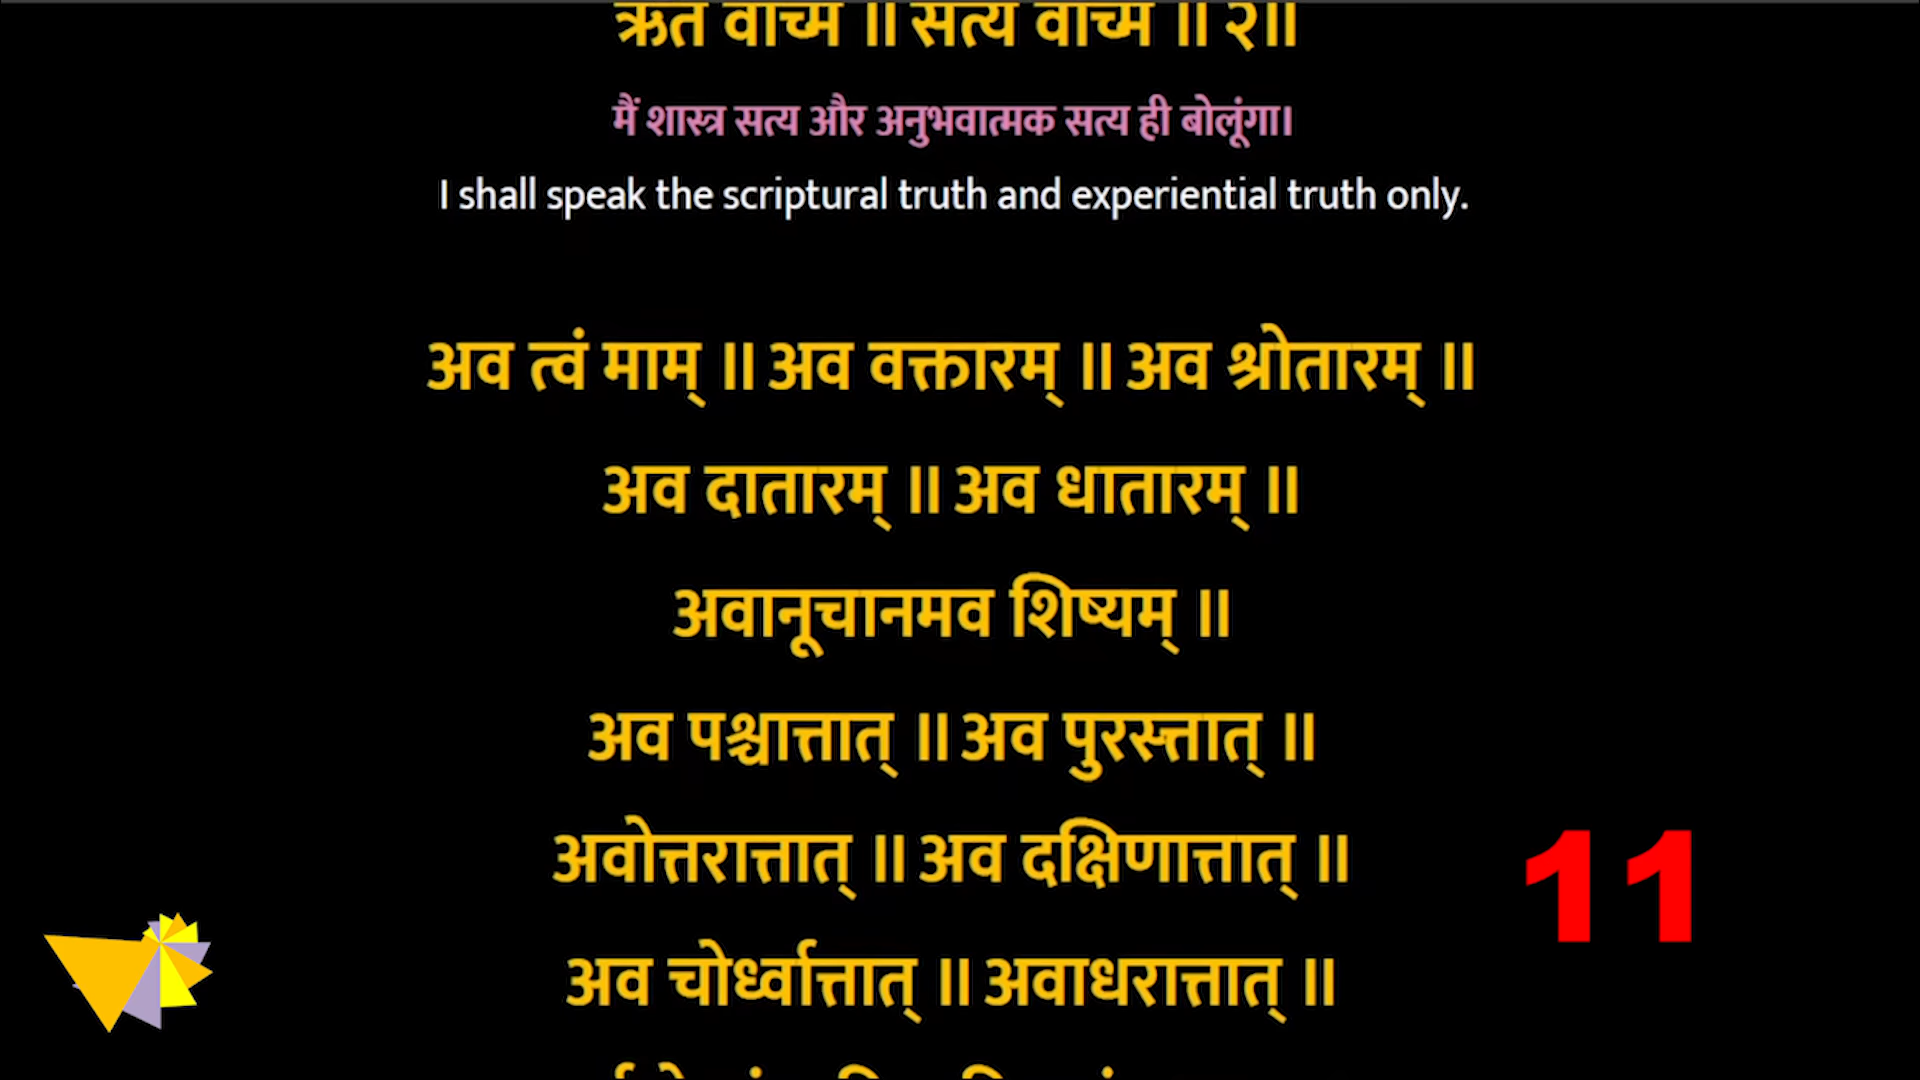 ऋत वच्मि ॥ सत्य वच्मि ॥ २॥
मैं शास्त्र सत्य और अनुभवात्मक सत्य ही बोलूंगा।
I shall speak the scriptural truth and experiential truth only.
अव त्वं माम् ॥ अव वक्तारम् ॥ अव श्रोतारम् ॥
अव दातारम् ॥ अव धातारम् ॥
अवानूचानमव शिष्यम् ॥
अव पश्चात्तात् ॥ अव पुरस्तात् ॥
अवोत्तरात्तात् ॥ अव दक्षिणात्तात् ॥
11
अव चोर्ध्वात्तात् ॥ अवाधरात्तात् ॥